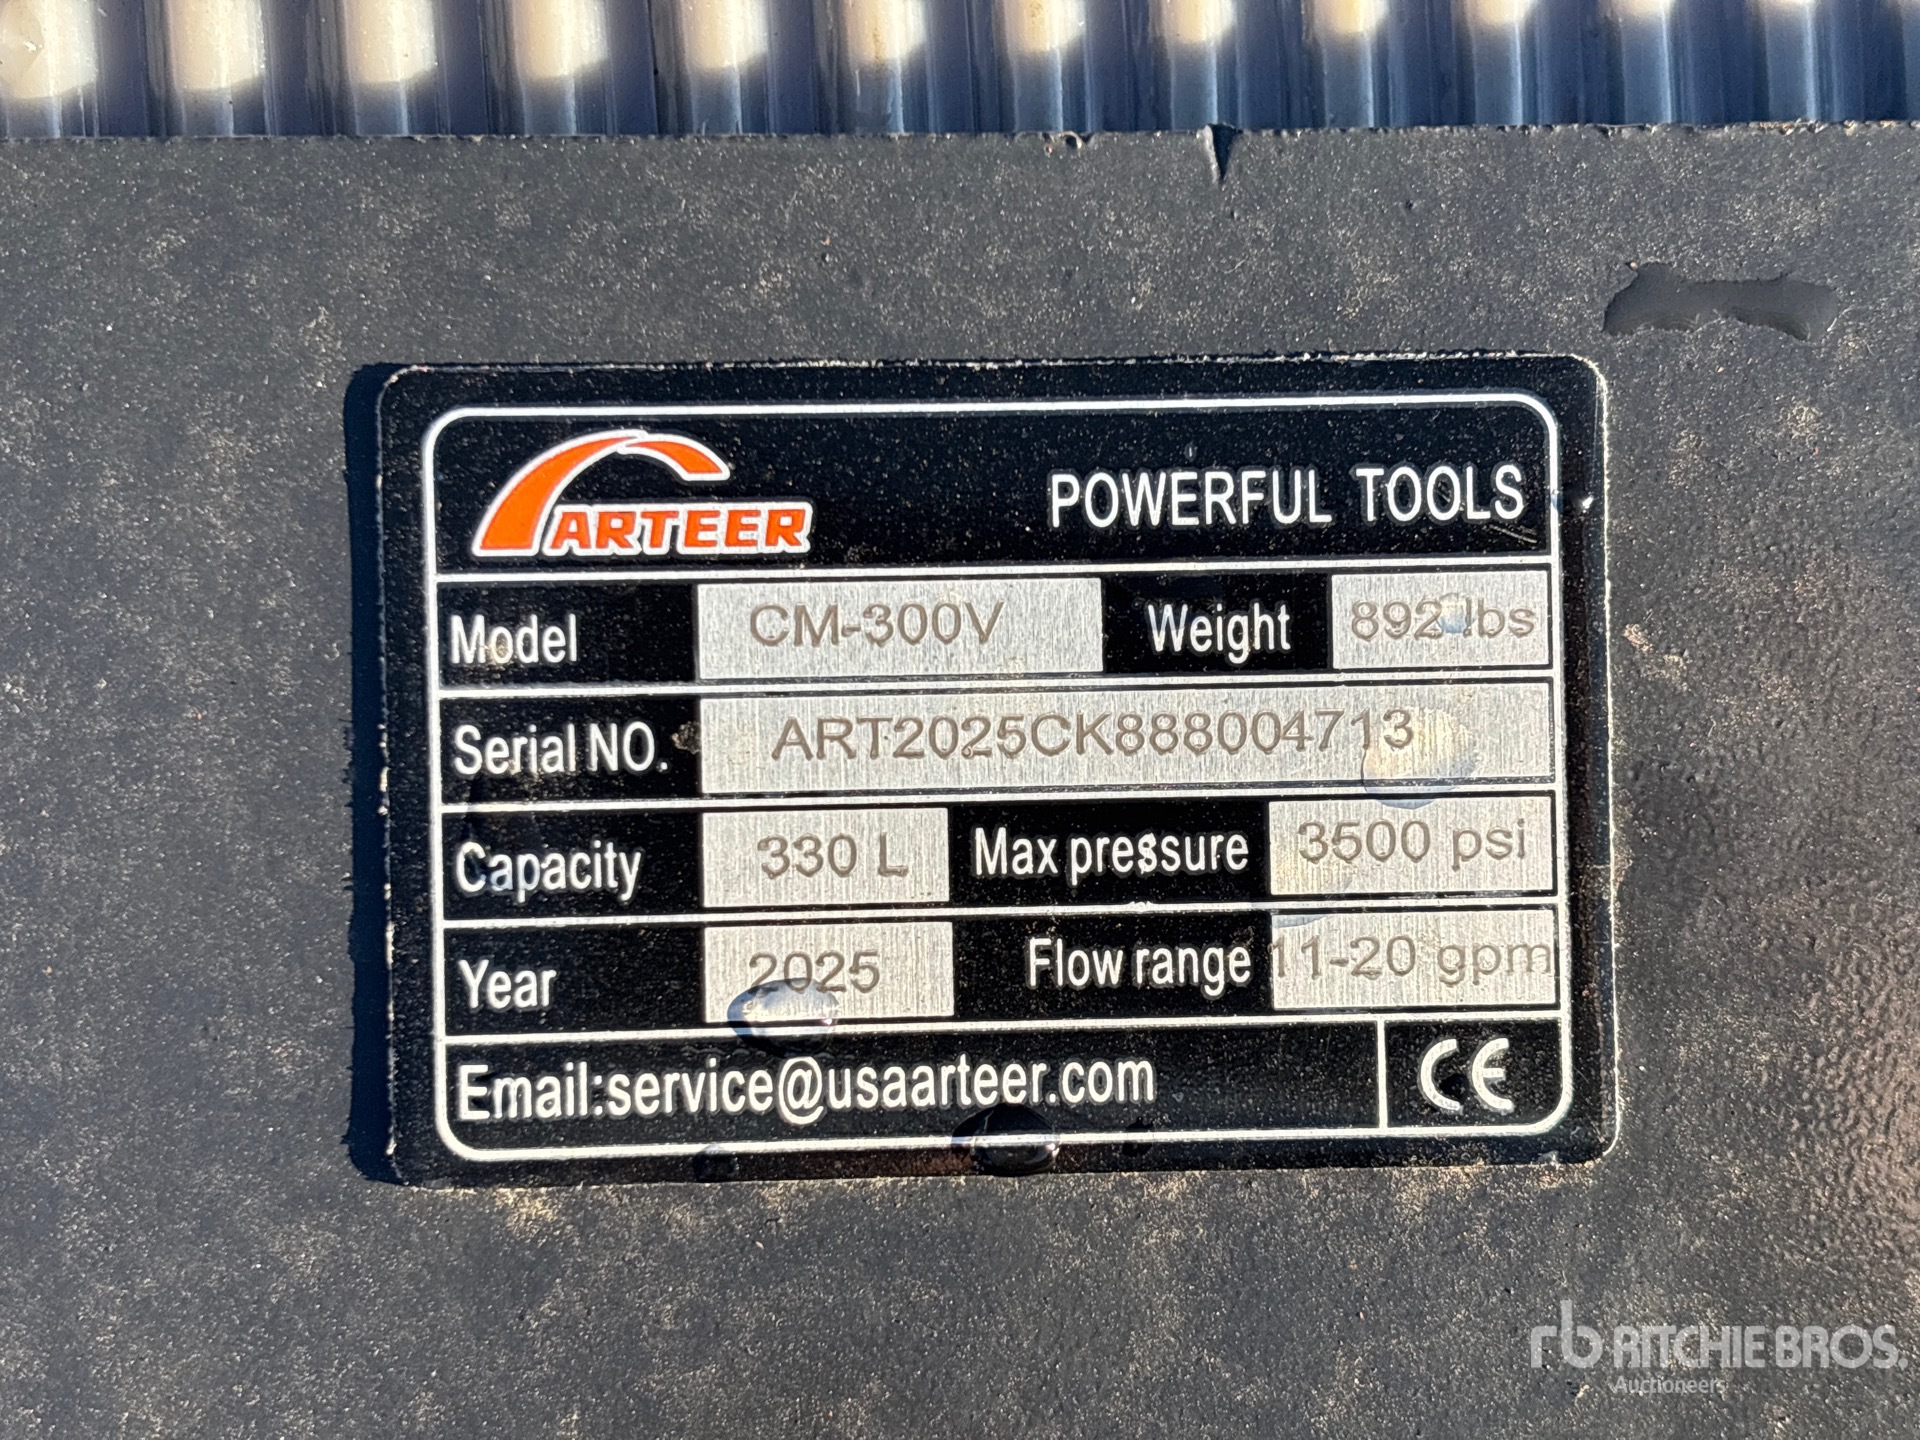 ARTEER POWERFUL TOOLS
Model CM-300V Weight 892 lbs
Serial NO. ART2025CK888004713
Capacity 330 L Max pressure 3500 psi
Year 2025 Flow range 11-20 gpm
Email:service@usaarteer.com CE
rb RITCHIE BROS.
Auctioneers